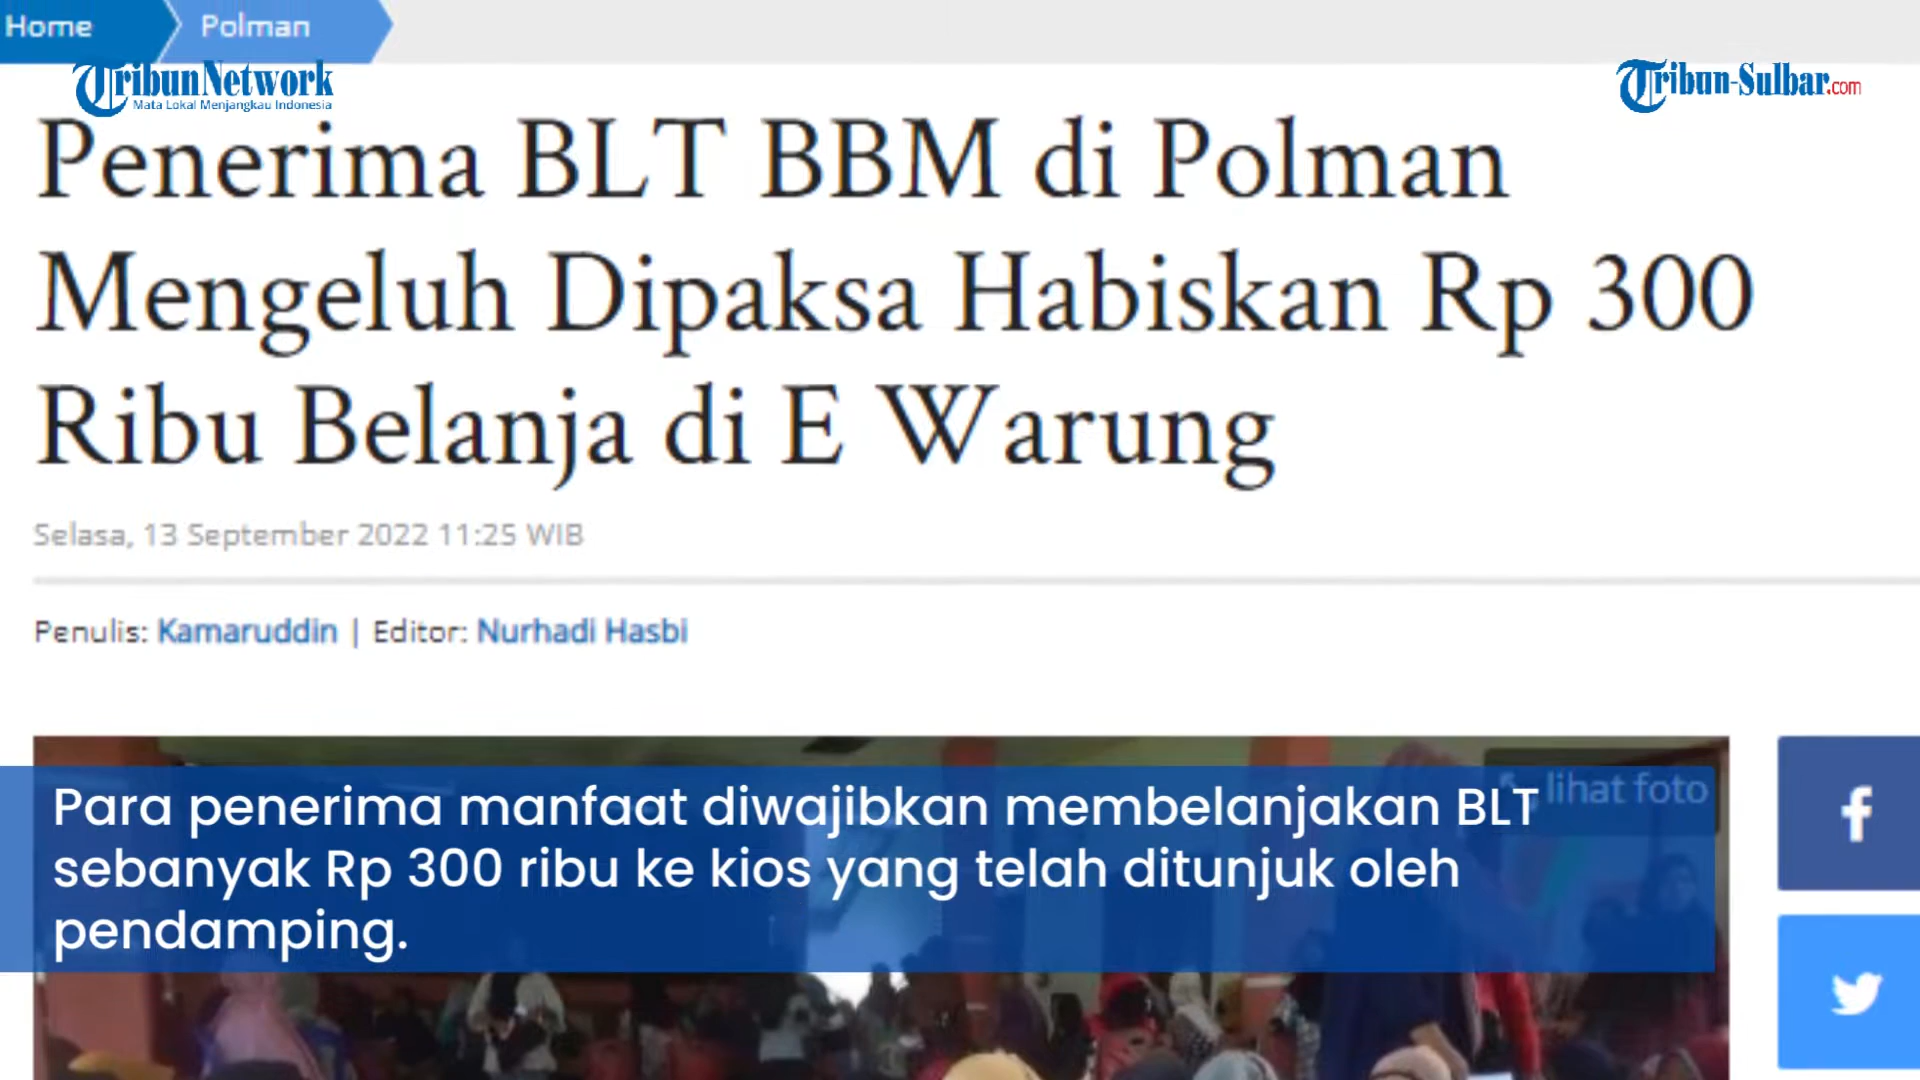 Home
Polman
TribunNetwork
Mata Lokal Menjangkau Indonesia
Tribun-Sulbar.com
Penerima BLT BBM di Polman
Mengeluh Dipaksa Habiskan Rp 300
Ribu Belanja di E Warung
Selasa, 13 September 2022 11:25 WIB
Penulis: Kamaruddin | Editor: Nurhadi Hasbi
lihat foto
Para penerima manfaat diwajibkan membelanjakan BLT
sebanyak Rp 300 ribu ke kios yang telah ditunjuk oleh
pendamping.